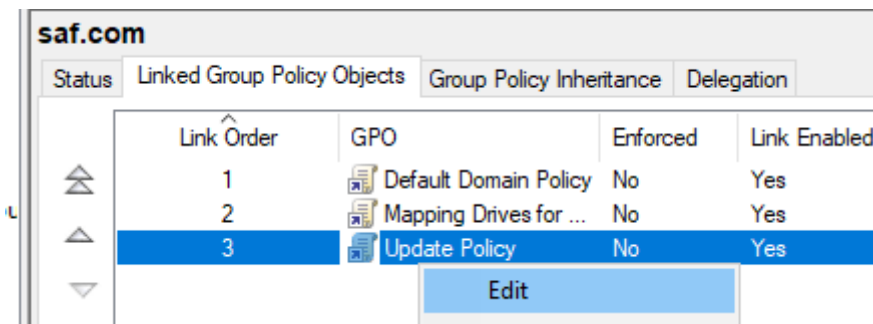 saf.com
Status Linked Group Policy Objects Group Policy Inheritance Delegation
Link Order GPO Enforced Link Enabled
1 Default Domain Policy No Yes
2 Mapping Drives for ... No Yes
3 Update Policy No Yes
Edit